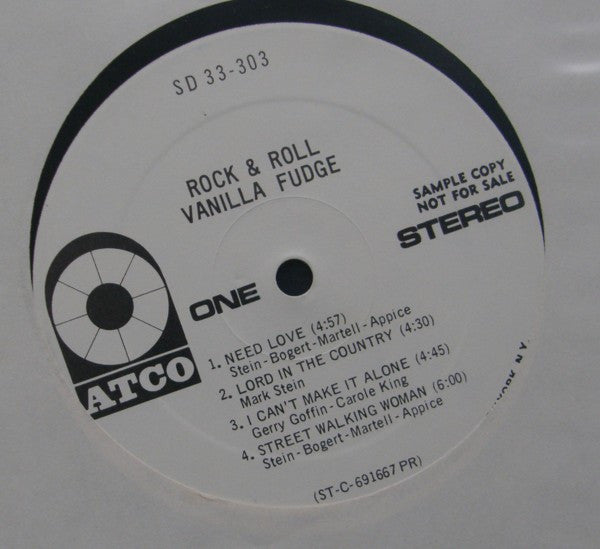 SD 33-303
ROCK & ROLL
VANILLA FUDGE
SAMPLE COPY
NOT FOR SALE
STEREO
ATCO
ONE
1. NEED LOVE (4:57)
Stein-Bogert-Martell-Appice
2. LORD IN THE COUNTRY (4:30)
Mark Stein
3. I CAN'T MAKE IT ALONE (4:45)
Gerry Goffin-Carole King
4. STREET WALKING WOMAN (6:00)
Stein-Bogert-Martell-Appice
(ST-C-691667 PR)
N.Y.